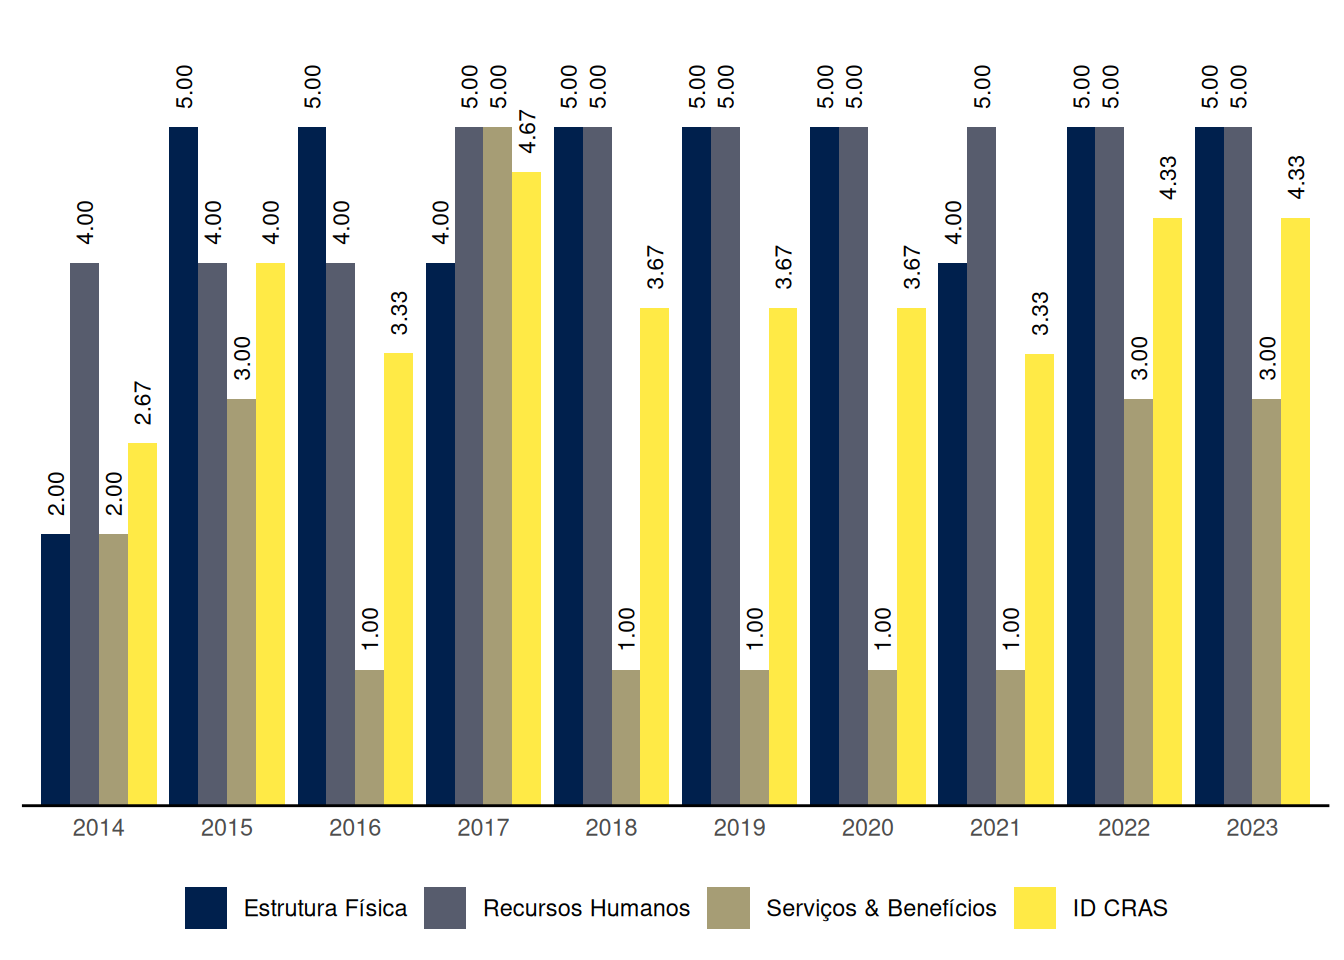 5.00 5.00 5.00 5.00 5.00 5.00 5.00 5.00 5.00 5.00 5.00 5.00 5.00 5.00 5.00
4.67
4.00 4.00 4.00 4.00 4.00 4.00 4.33 4.33
3.67 3.67 3.67
3.33 3.33
3.00 3.00 3.00
2.67
2.00 2.00
1.00 1.00 1.00 1.00 1.00
2014 2015 2016 2017 2018 2019 2020 2021 2022 2023
Estrutura Física Recursos Humanos Serviços & Benefícios ID CRAS